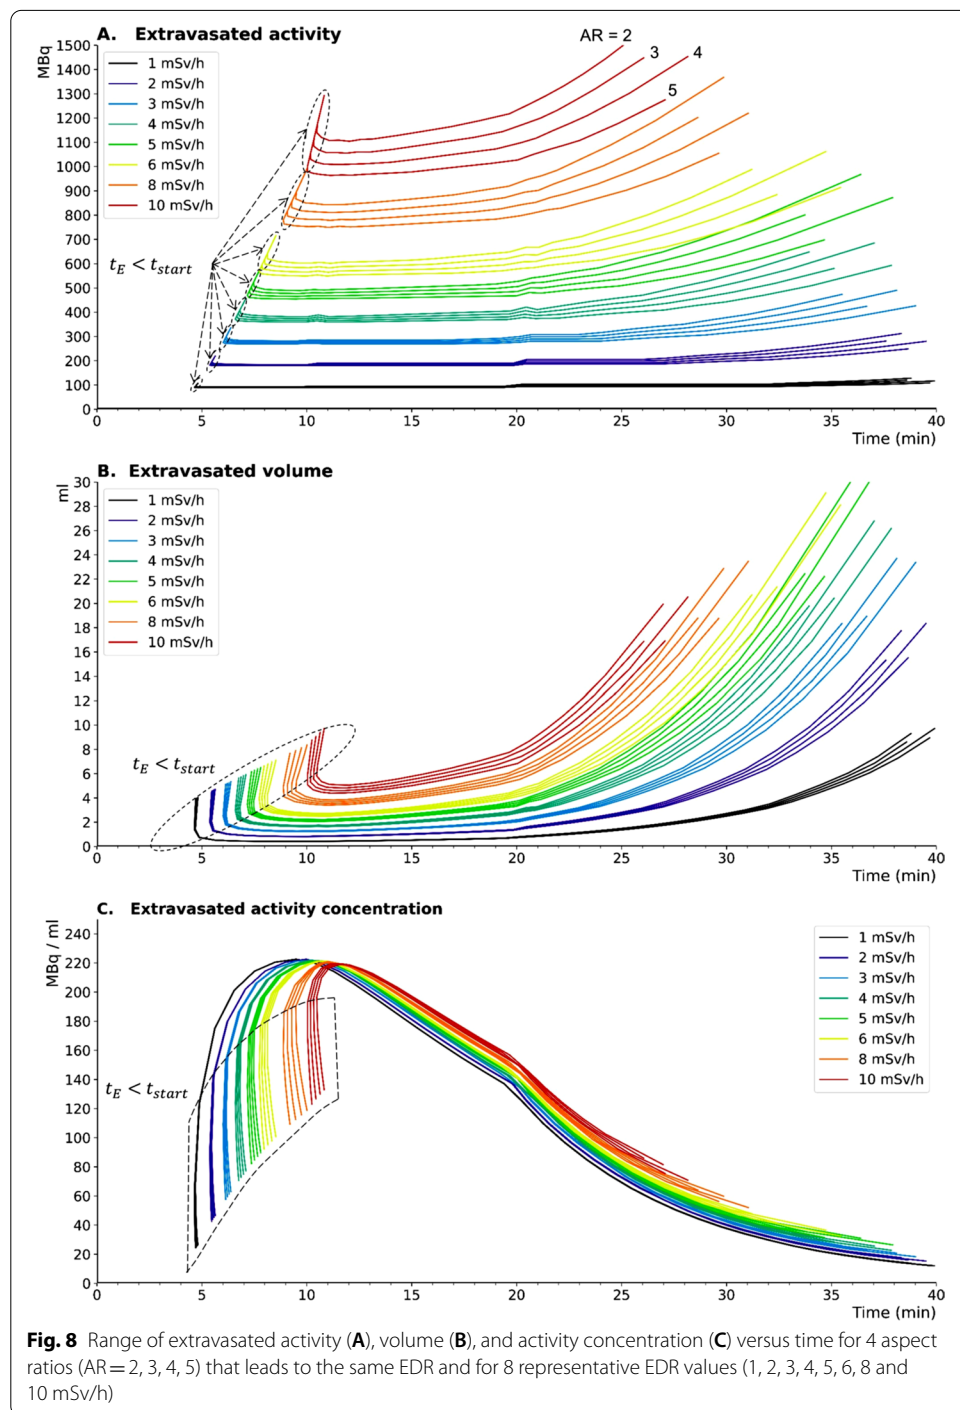 A. Extravasated activity
MBq
1500
1400
1300
1200
1100
1000
900
800
700
600
500
400
300
200
100
0
1 mSv/h
2 mSv/h
3 mSv/h
4 mSv/h
5 mSv/h
6 mSv/h
8 mSv/h
10 mSv/h
AR = 2
3
4
5
t_E < t_start
0 5 10 15 20 25 30 35 40
Time (min)
B. Extravasated volume
ml
30
28
26
24
22
20
18
16
14
12
10
8
6
4
2
0
1 mSv/h
2 mSv/h
3 mSv/h
4 mSv/h
5 mSv/h
6 mSv/h
8 mSv/h
10 mSv/h
t_E < t_start
0 5 10 15 20 25 30 35 40
Time (min)
C. Extravasated activity concentration
MBq / ml
240
220
200
180
160
140
120
100
80
60
40
20
0
1 mSv/h
2 mSv/h
3 mSv/h
4 mSv/h
5 mSv/h
6 mSv/h
8 mSv/h
10 mSv/h
t_E < t_start
0 5 10 15 20 25 30 35 40
Time (min)
Fig. 8 Range of extravasated activity (A), volume (B), and activity concentration (C) versus time for 4 aspect
ratios (AR = 2, 3, 4, 5) that leads to the same EDR and for 8 representative EDR values (1, 2, 3, 4, 5, 6, 8 and
10 mSv/h)